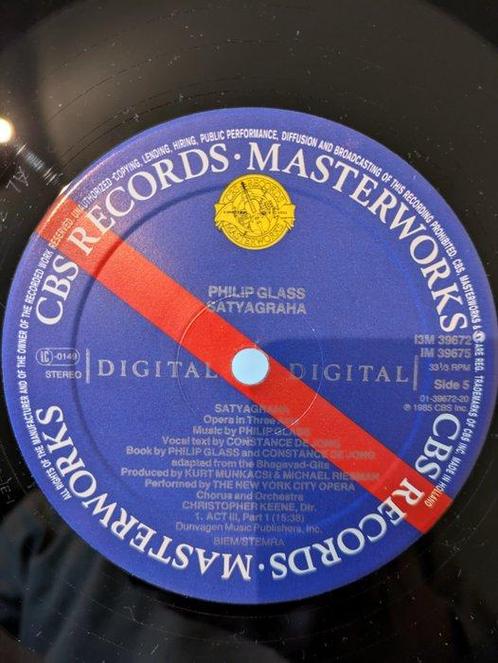 ALL RIGHTS OF THE MANUFACTURER AND OF THE OWNER OF THE RECORDED WORK RESERVED. UNAUTHORIZED COPYING, LENDING, HIRING, PUBLIC PERFORMANCE, DIFFUSION AND BROADCASTING OF THIS RECORDING PROHIBITED. CBS, MASTERWORKS & ARE REG. TRADEMARKS OF CBS INC. MADE IN HOLLAND
CBS RECORDS · MASTERWORKS
MASTERWORKS
PHILIP GLASS
SATYAGRAHA
I3M 39672
IM 39675
LC-0149
STEREO
DIGITAL DIGITAL
33⅓ RPM
Side 5
01-39672-20
℗ 1985 CBS Inc.
SATYAGRAHA
Opera in Three
Music by PHILIP GLASS
Vocal text by CONSTANCE DE JONG
Book by PHILIP GLASS and CONSTANCE DE JONG
adapted from the Bhagavad-Gita
Produced by KURT MUNKACSI & MICHAEL RIESMAN
Performed by THE NEW YORK CITY OPERA
Chorus and Orchestra
CHRISTOPHER KEENE, Dir.
1. ACT III, Part 1 (15:38)
Dunvagen Music Publishers, Inc.
BIEM/STEMRA
CBS RECORDS · MASTERWORKS